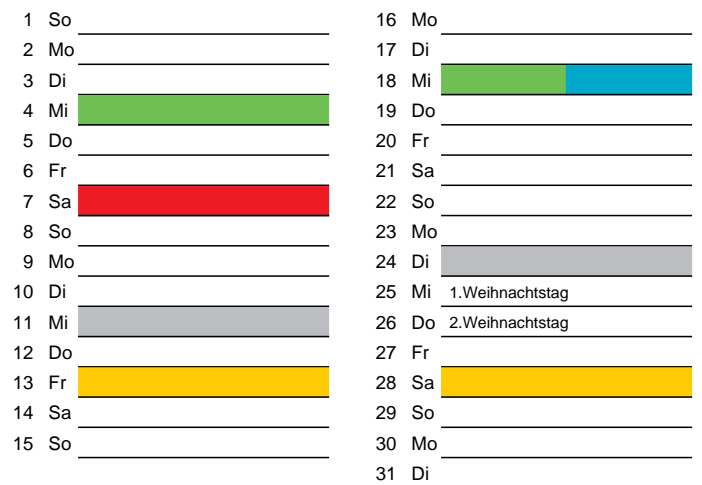 1 So
2 Mo
3 Di
4 Mi
5 Do
6 Fr
7 Sa
8 So
9 Mo
10 Di
11 Mi
12 Do
13 Fr
14 Sa
15 So
16 Mo
17 Di
18 Mi
19 Do
20 Fr
21 Sa
22 So
23 Mo
24 Di
25 Mi 1.Weihnachtstag
26 Do 2.Weihnachtstag
27 Fr
28 Sa
29 So
30 Mo
31 Di